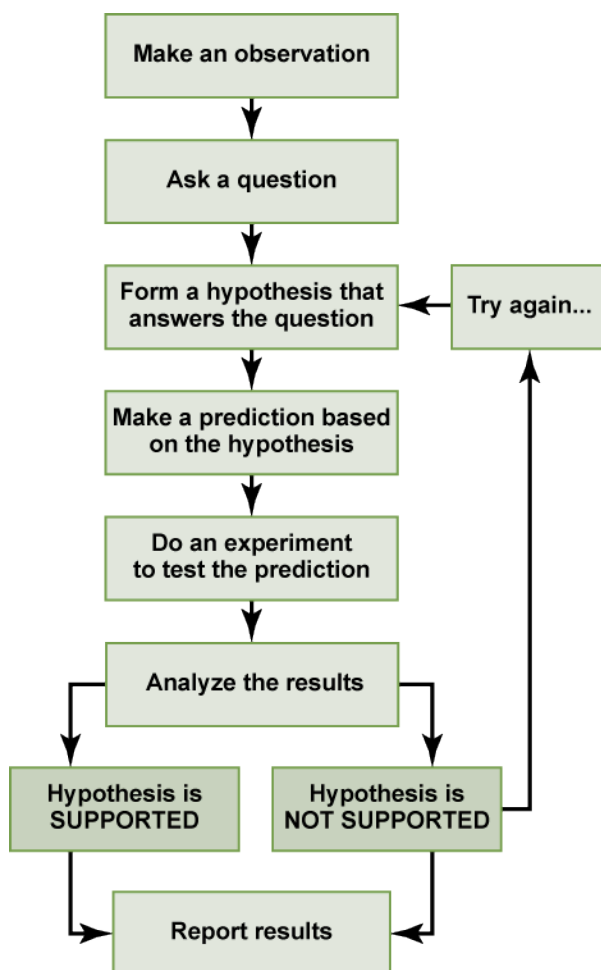 Make an observation
Ask a question
Form a hypothesis that
answers the question
Try again...
Make a prediction based
on the hypothesis
Do an experiment
to test the prediction
Analyze the results
Hypothesis is
SUPPORTED
Hypothesis is
NOT SUPPORTED
Report results